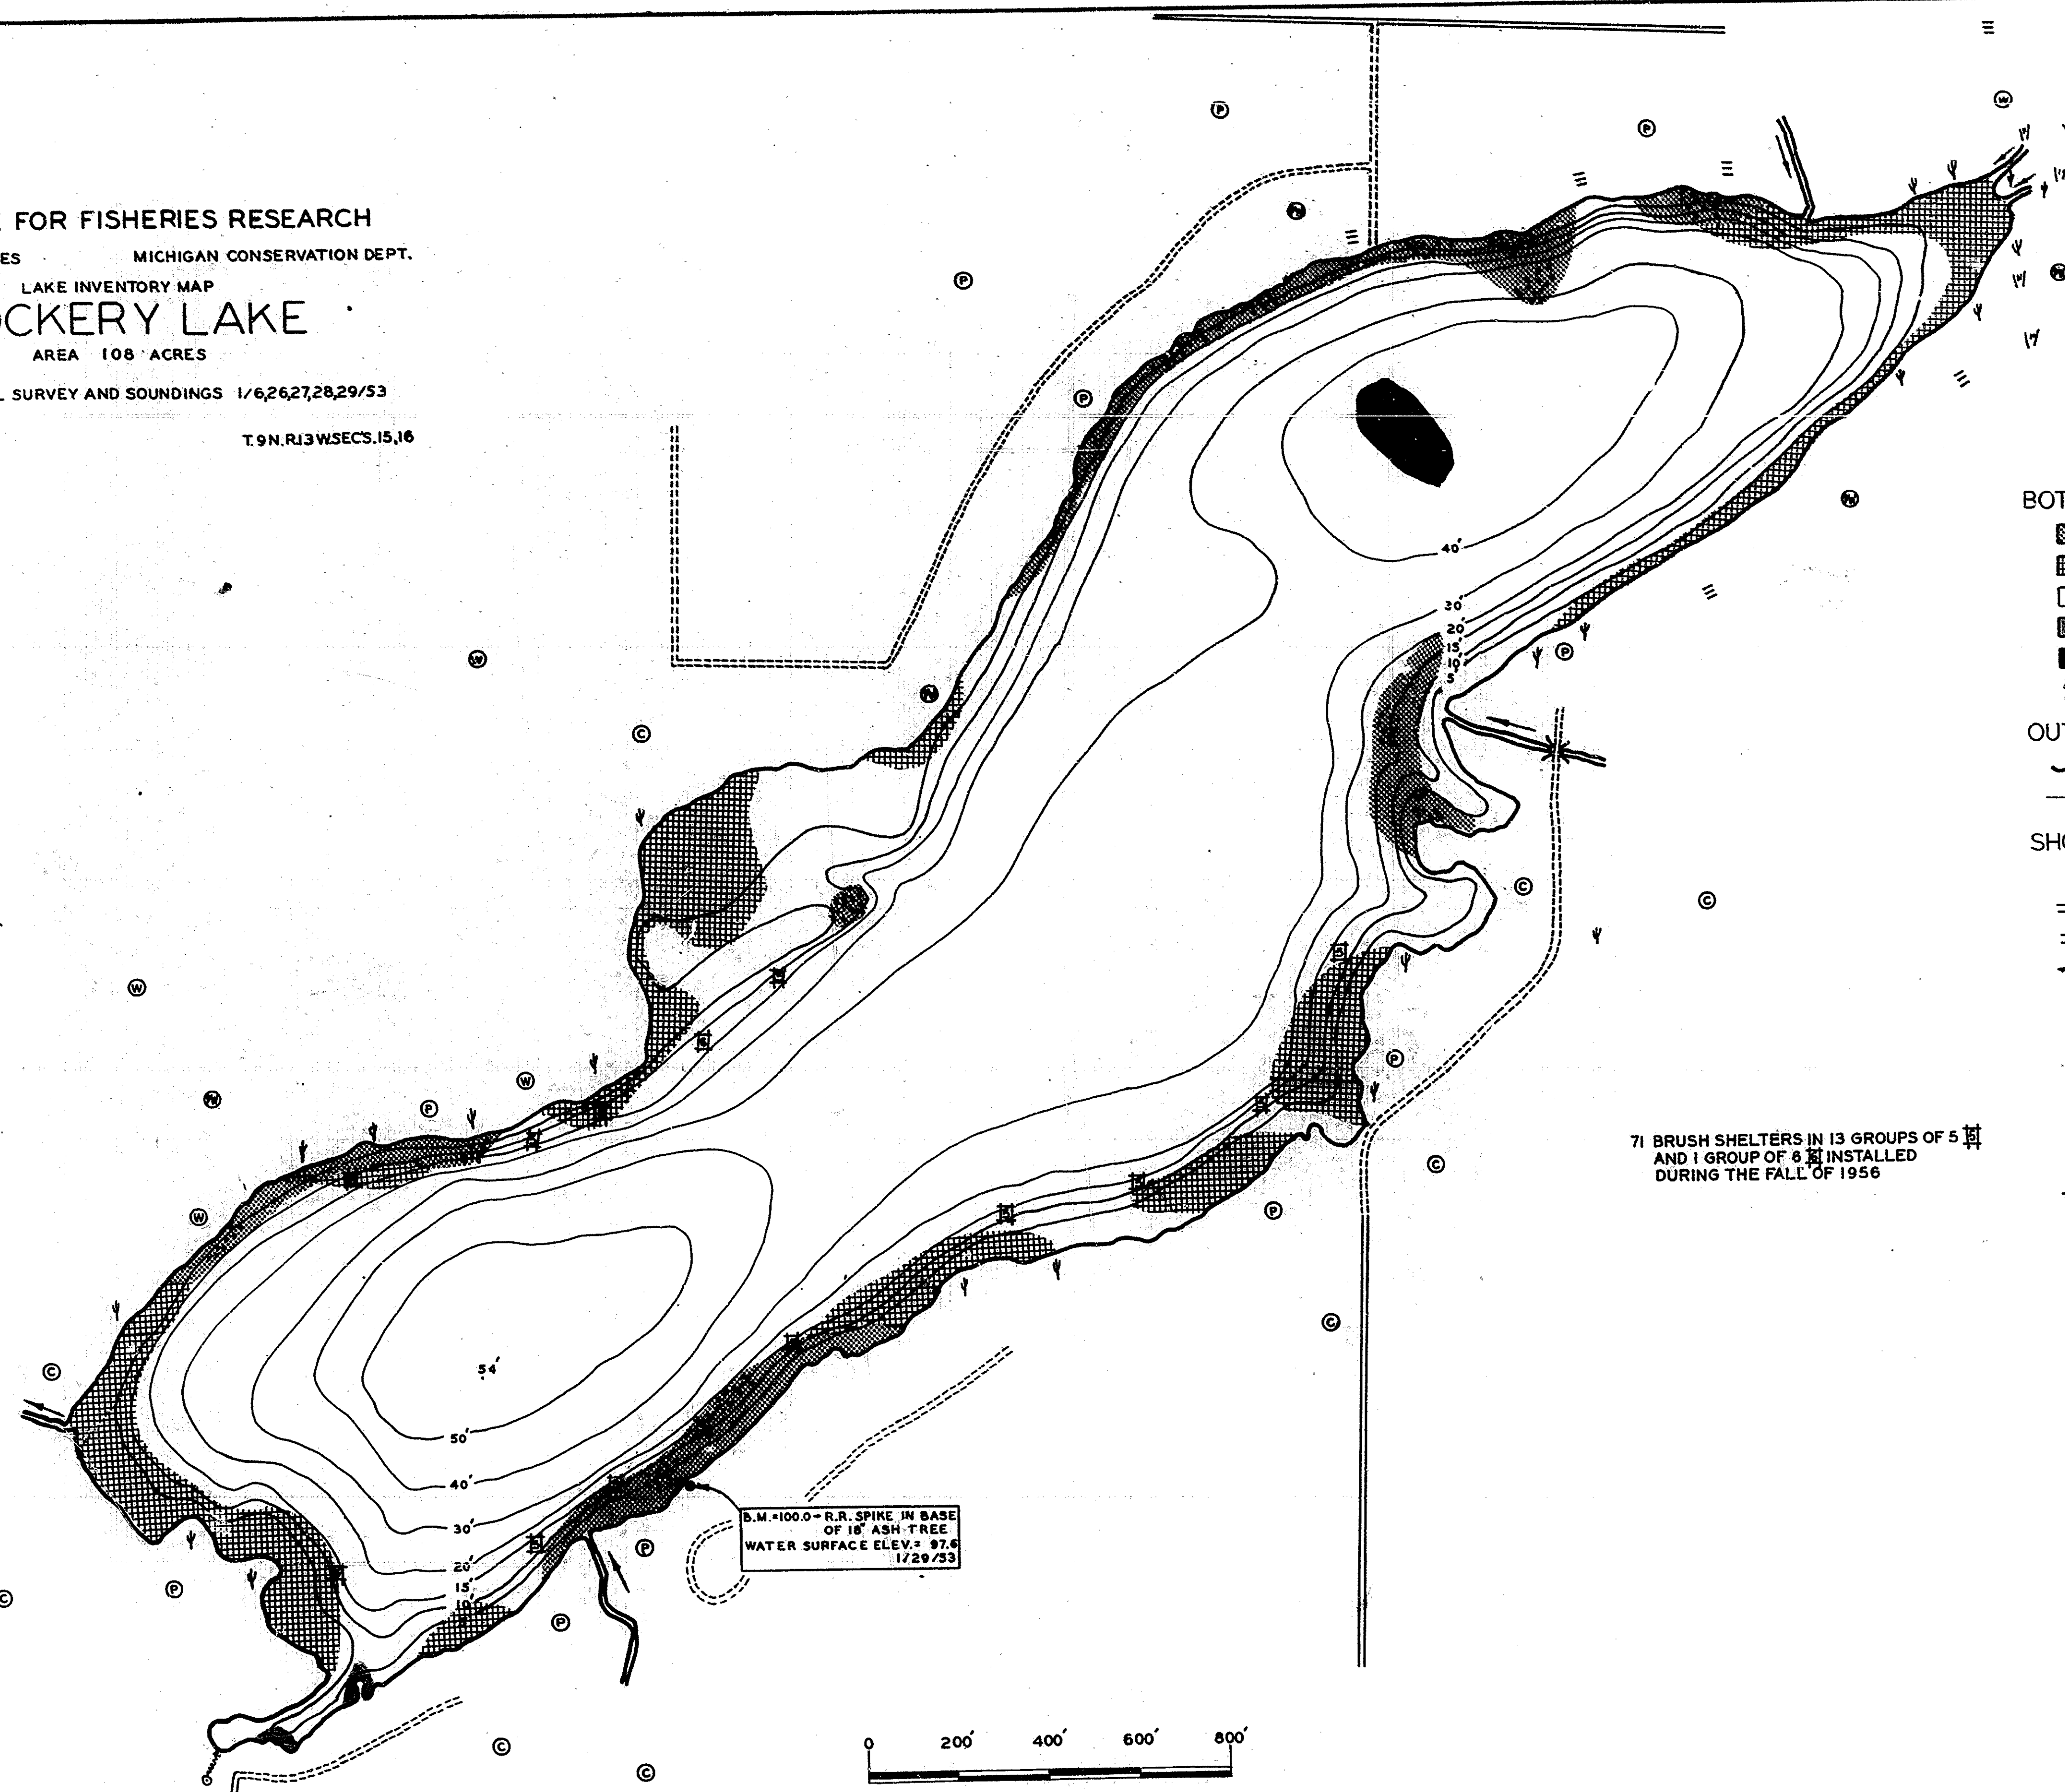 FOR FISHERIES RESEARCH
ES MICHIGAN CONSERVATION DEPT.
LAKE INVENTORY MAP
CKERY LAKE
AREA 108 ACRES
SURVEY AND SOUNDINGS 1/6,26,27,28,29/53
T.9N.R.13W.SEC'S.15,16
P
P
W
P
P
W
C
W
W
P
W
C
P
C
C
P
C
P
C
C
P
C
P
P
P
C
C
C
40'
30'
20'
15'
10'
5'
BOT
OUT
SHO
71 BRUSH SHELTERS IN 13 GROUPS OF 5 5
AND 1 GROUP OF 6 6 INSTALLED
DURING THE FALL OF 1956
54'
50'
40'
30'
20'
15'
10'
B.M.=100.0 - R.R. SPIKE IN BASE
OF 18" ASH TREE
WATER SURFACE ELEV.= 97.6
1/29/53
0 200' 400' 600' 800'